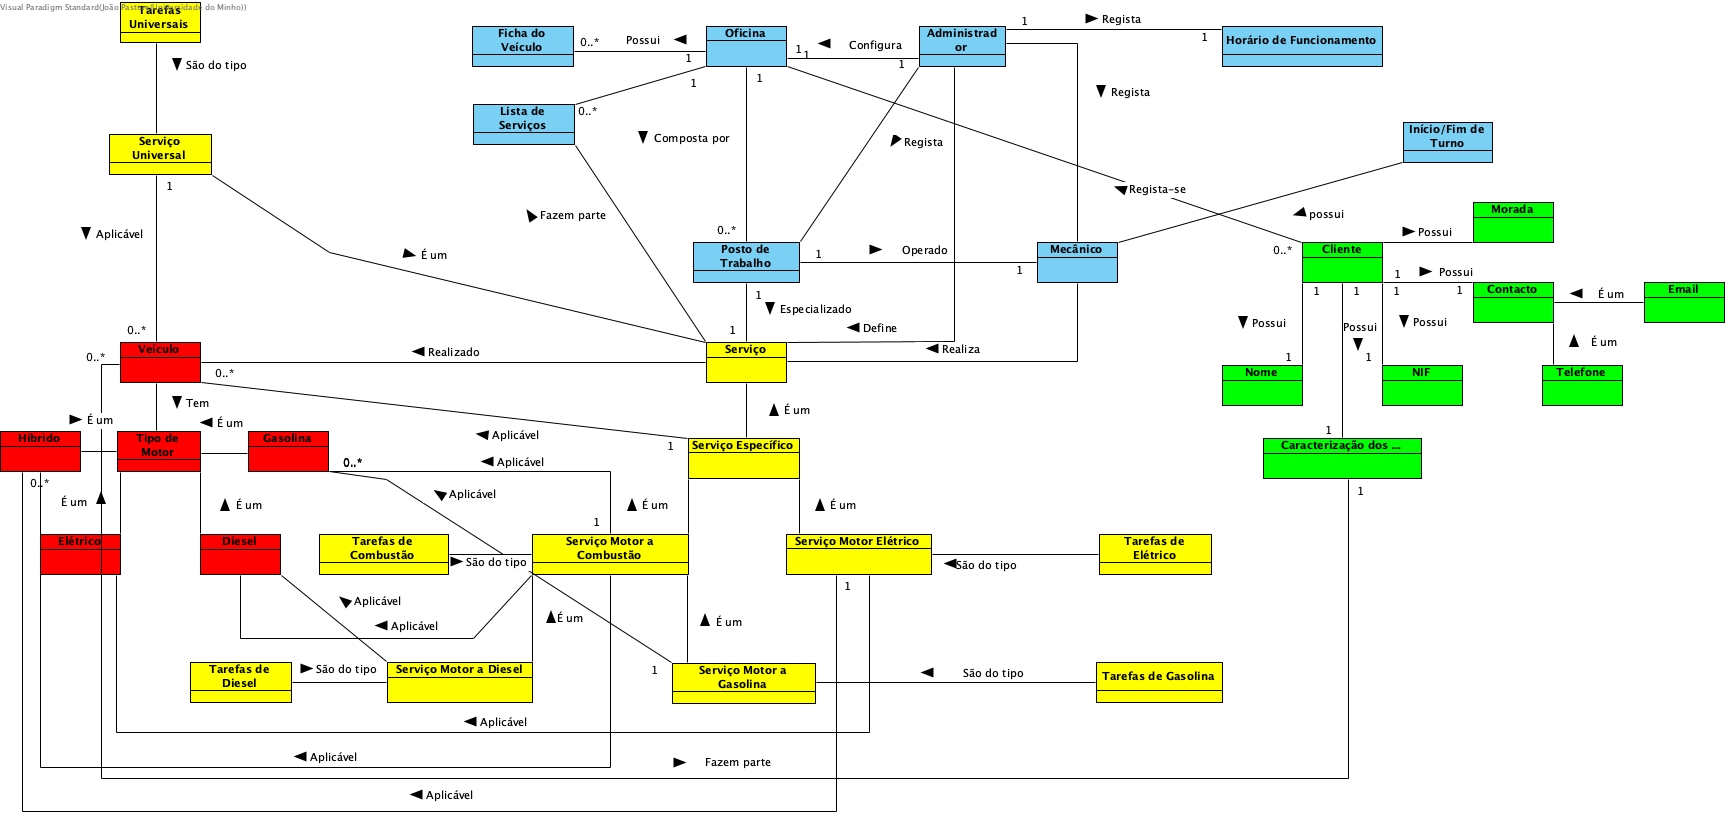 Visual Paradigm Standard(João Pastore(Universidade do Minho))
Tarefas
Universais
São do tipo
Serviço
Universal
1
Aplicável
É um
0..*
Ficha do
Veículo
0..*
Possui
1
Oficina
1
1
Configura
1
Administrad
or
1
Regista
1
Horário de Funcionamento
Lista de
Serviços
0..*
1
1
Composta por
Regista
Regista
Início/Fim de
Turno
Fazem parte
Regista-se
possui
0..*
Posto de
Trabalho
1
Operado
1
Mecânico
0..*
Cliente
Possui
Morada
1
Possui
1
Contacto
É um
Email
1
1
1
1
Especializado
1
Define
Possui
Possui
Possui
É um
Realiza
Realizado
Veículo
0..*
0..*
Serviço
1
1
Nome
NIF
Telefone
Tem
É um
É um
É um
Híbrido
Tipo de
Motor
Gasolina
Aplicável
1
Serviço Específico
1
Caracterização dos ...
1
0..*
Aplicável
0..*
Aplicável
É um
É um
É um
É um
1
Elétrico
Diesel
Tarefas de
Combustão
São do tipo
Serviço Motor a
Combustão
Serviço Motor Elétrico
São do tipo
Tarefas de
Elétrico
1
Aplicável
Aplicável
É um
É um
Tarefas de
Diesel
São do tipo
Serviço Motor a Diesel
1
Serviço Motor a
Gasolina
São do tipo
Tarefas de Gasolina
Aplicável
Aplicável
Fazem parte
Aplicável